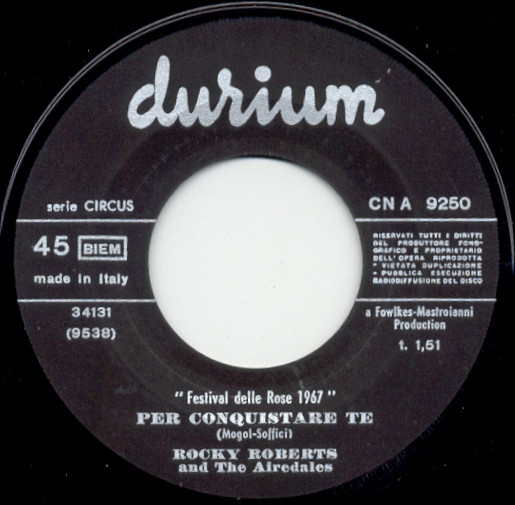 durium
serie CIRCUS
CN A 9250
45 BIEM
made in Italy
RISERVATI TUTTI I DIRITTI
DEL PRODUTTORE FONO-
GRAFICO E PROPRIETARIO
DELL'OPERA RIPRODOTTA
- VIETATA DUPLICAZIONE
- PUBBLICA ESECUZIONE
RADIODIFFUSIONE DEL DISCO
34131
(9538)
a Fowlkes-Mastroianni
Production
t. 1,51
"Festival delle Rose 1967"
PER CONQUISTARE TE
(Mogol-Soffici)
ROCKY ROBERTS
and The Airedales